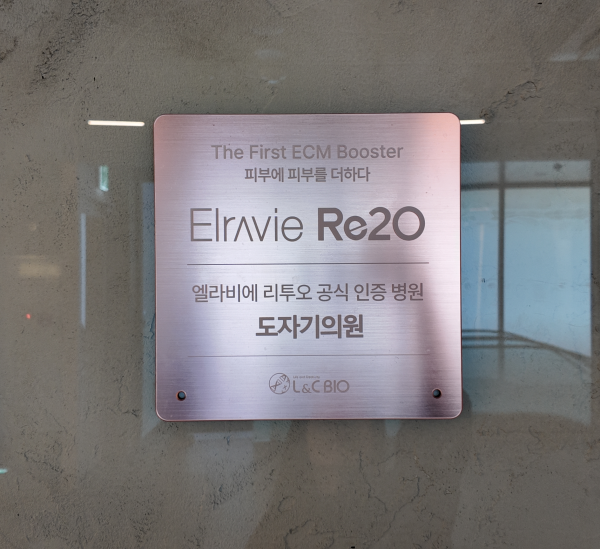 The First ECM Booster
피부에 피부를 더하다
Elravie Re2O
엘라비에 리투오 공식 인증 병원
도자기의원
L&C BIO